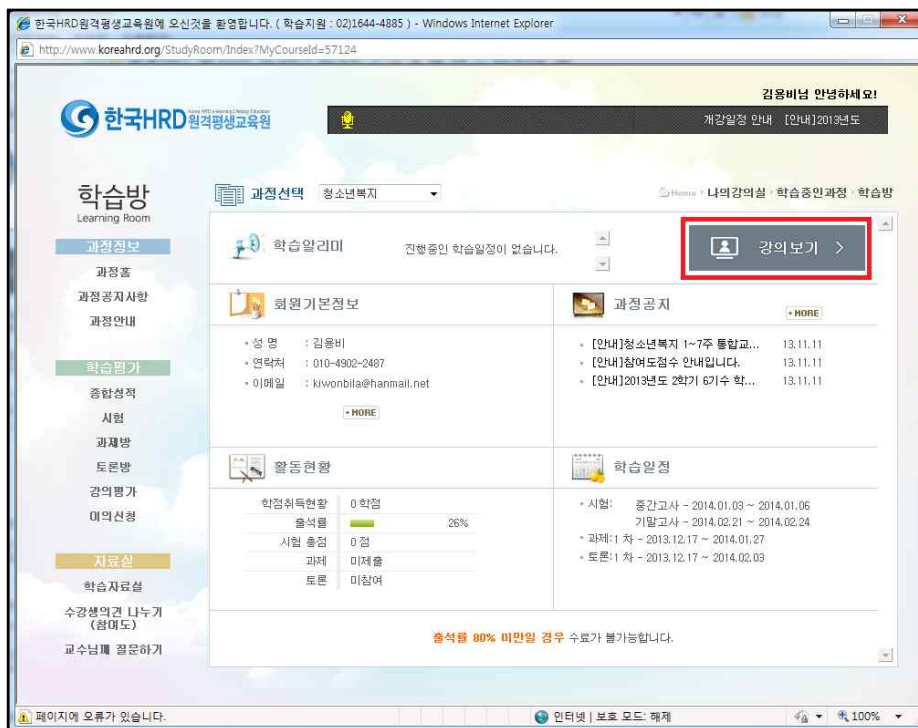 한국HRD원격평생교육원에 오신것을 환영합니다. ( 학습지원 : 02)1644-4885 ) - Windows Internet Explorer
http://www.koreahrd.org/StudyRoom/Index?MyCourseId=57124
김용비님 안녕하세요!
한국HRD원격평생교육원
개강일정 안내 [안내]2013년도
학습방
Learning Room
과정선택 청소년복지
Home 나의강의실 학습중인과정 학습방
학습알리미 진행중인 학습일정이 없습니다.
강의보기 >
과정정보
과정홈
과정공지사항
과정안내
학습평가
종합성적
시험
과제방
토론방
강의평가
이의신청
자료실
학습자료실
수강생의견 나누기
(참여도)
교수님께 질문하기
회원기본정보
• 성 명 : 김용비
• 연락처 : 010-4902-2487
• 이메일 : kiwonbila@hanmail.net
• MORE
과정공지
• MORE
• [안내]청소년복지 1~7주 통합교... 13.11.11
• [안내]참여도점수 안내입니다. 13.11.11
• [안내]2013년도 2학기 6기수 학... 13.11.11
활동현황
학점취득현황 0 학점
출석률 26%
시험 총점 0 점
과제 미제출
토론 미참여
학습일정
• 시험: 중간고사 - 2014.01.03 ~ 2014.01.06
기말고사 - 2014.02.21 ~ 2014.02.24
• 과제:1 차 - 2013.12.17 ~ 2014.01.27
• 토론:1 차 - 2013.12.17 ~ 2014.02.03
출석률 80% 미만일 경우 수료가 불가능합니다.
페이지에 오류가 있습니다.
인터넷 | 보호 모드: 해제
100%